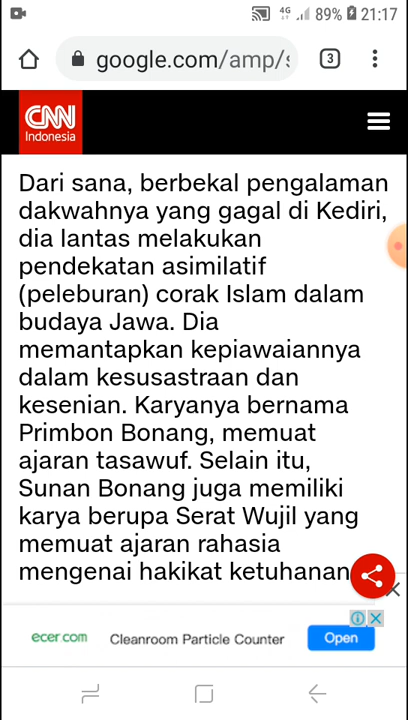 4G 89% 21:17
google.com/amp/s
3
CNN
Indonesia
Dari sana, berbekal pengalaman
dakwahnya yang gagal di Kediri,
dia lantas melakukan
pendekatan asimilatif
(peleburan) corak Islam dalam
budaya Jawa. Dia
memantapkan kepiawaiannya
dalam kesusastraan dan
kesenian. Karyanya bernama
Primbon Bonang, memuat
ajaran tasawuf. Selain itu,
Sunan Bonang juga memiliki
karya berupa Serat Wujil yang
memuat ajaran rahasia
mengenai hakikat ketuhanan
ecer com Cleanroom Particle Counter Open